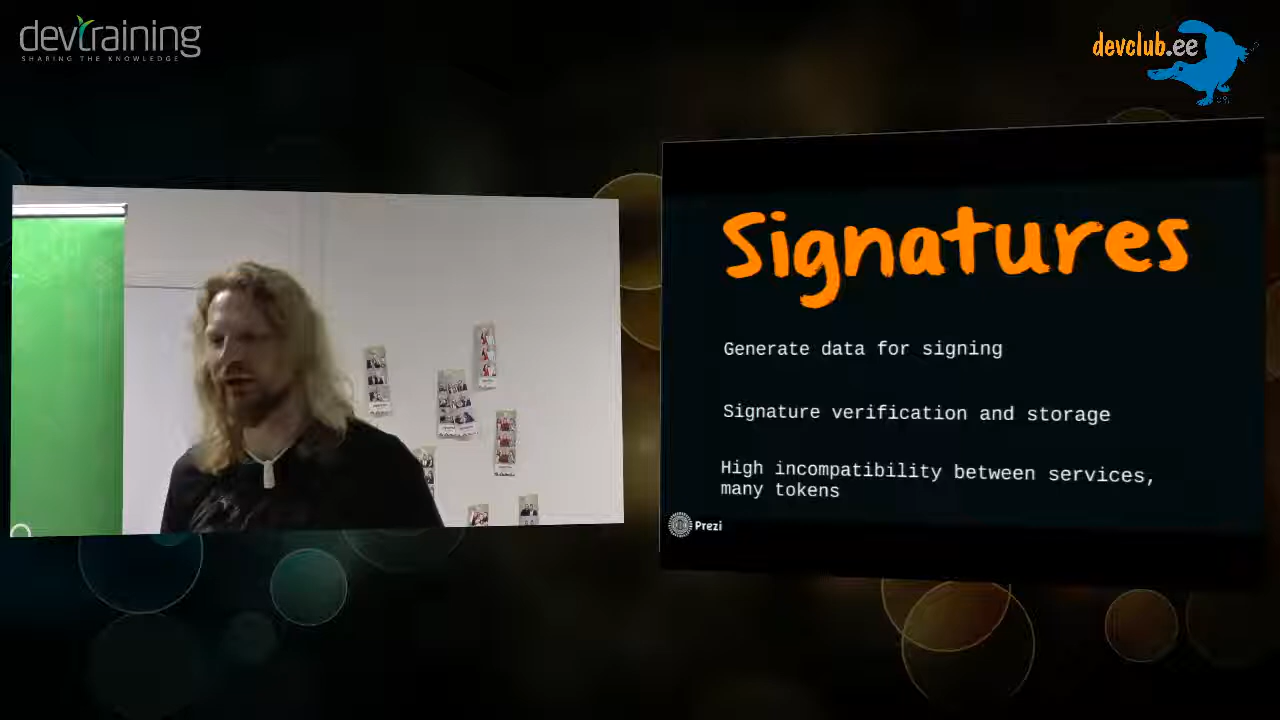 devtraining
SHARING THE KNOWLEDGE
devclub.ee
Signatures
Generate data for signing
Signature verification and storage
High incompatibility between services,
many tokens
Prezi